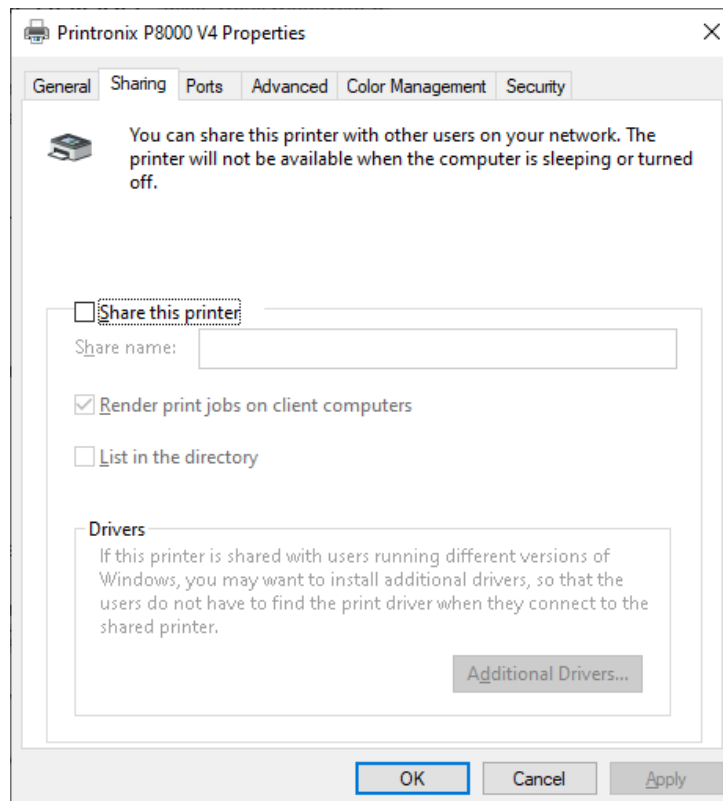 Printronix P8000 V4 Properties
General Sharing Ports Advanced Color Management Security
You can share this printer with other users on your network. The
printer will not be available when the computer is sleeping or turned
off.
Share this printer
Share name:
Render print jobs on client computers
List in the directory
Drivers
If this printer is shared with users running different versions of
Windows, you may want to install additional drivers, so that the
users do not have to find the print driver when they connect to the
shared printer.
Additional Drivers...
OK Cancel Apply